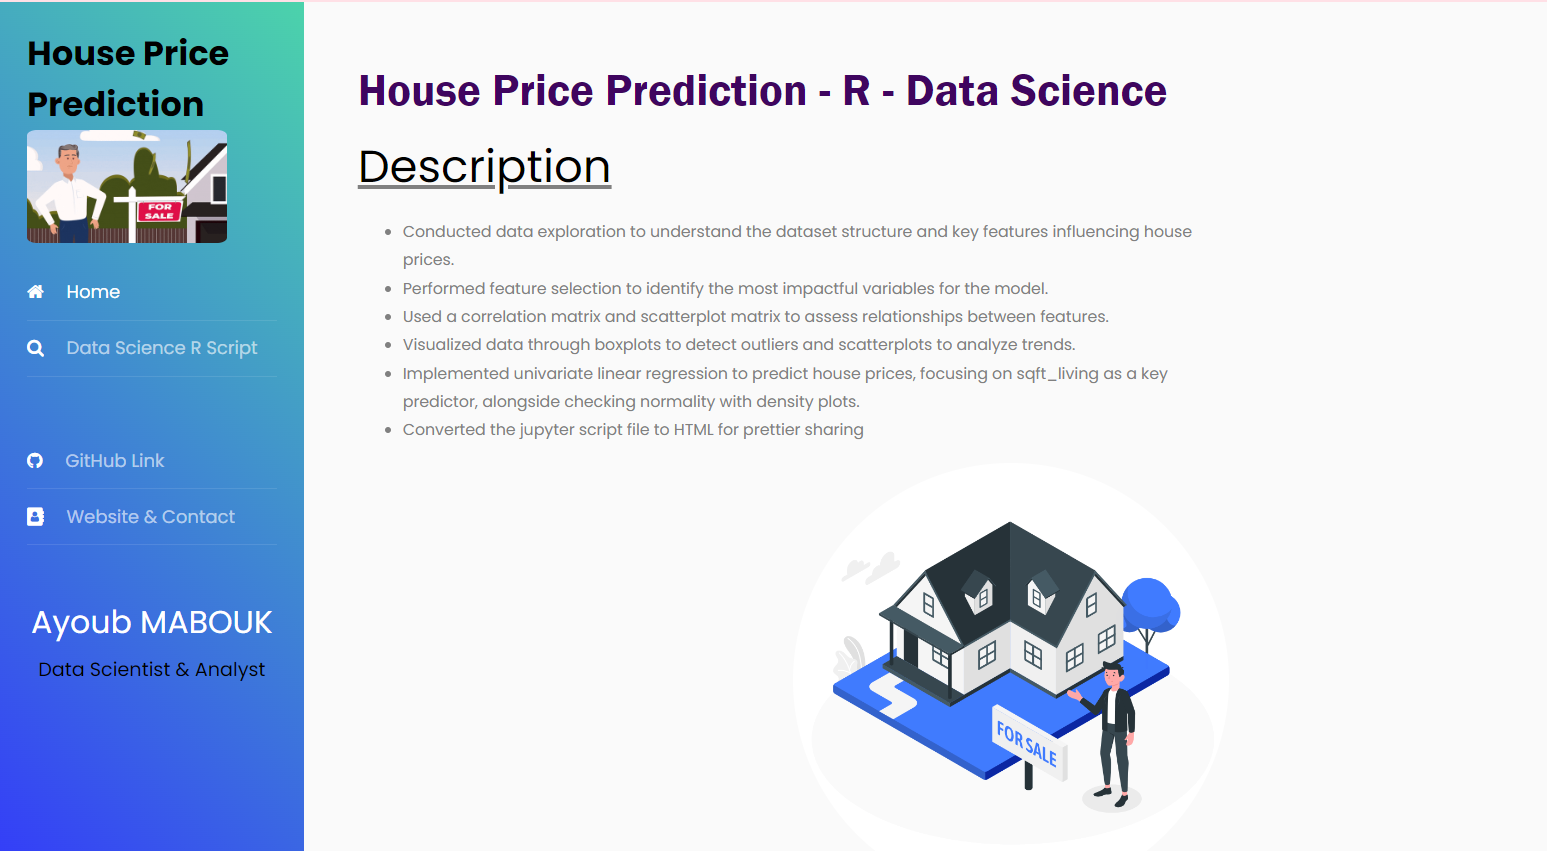 House Price
Prediction
FOR
SALE
Home
Data Science R Script
GitHub Link
Website & Contact
Ayoub MABOUK
Data Scientist & Analyst
House Price Prediction - R - Data Science
Description
Conducted data exploration to understand the dataset structure and key features influencing house
prices.
Performed feature selection to identify the most impactful variables for the model.
Used a correlation matrix and scatterplot matrix to assess relationships between features.
Visualized data through boxplots to detect outliers and scatterplots to analyze trends.
Implemented univariate linear regression to predict house prices, focusing on sqft_living as a key
predictor, alongside checking normality with density plots.
Converted the jupyter script file to HTML for prettier sharing
FOR SALE